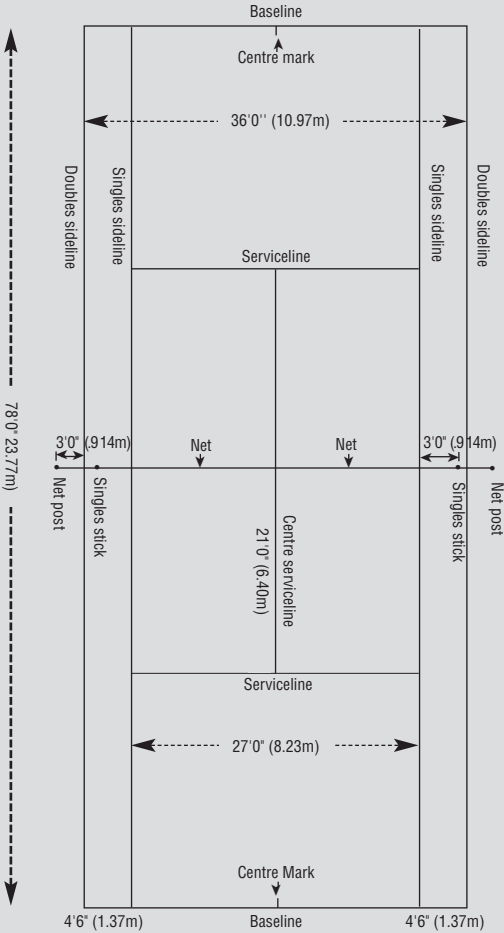 Baseline
Centre mark
36'0'' (10.97m)
Doubles sideline
Singles sideline
Singles sideline
Doubles sideline
Serviceline
78'0" 23.77m)
3'0" (.914m)
Net
Net
3'0" (.914m)
Net post
Singles stick
Centre serviceline
21'0" (6.40m)
Singles stick
Net post
Serviceline
27'0" (8.23m)
Centre Mark
4'6" (1.37m)
Baseline
4'6" (1.37m)